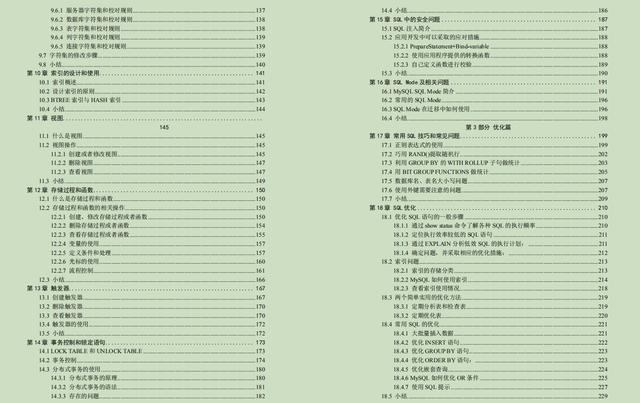 9.6.1 服务器字符集和校对规则........137
9.6.2 数据库字符集和校对规则........138
9.6.3 表字符集和校对规则........138
9.6.4 列字符集和校对规则........139
9.6.5 连接字符集和校对规则........139
9.7 字符集的修改步骤........139
9.8 小结........140
第 10 章 索引的设计和使用........141
10.1 索引概述........141
10.2 设计索引的原则........142
10.3 BTREE 索引与 HASH 索引........143
10.4 小结........144
第 11 章 视图........
145
11.1 什么是视图........145
11.2 视图操作........145
11.2.1 创建或者修改视图........145
11.2.2 删除视图........147
11.2.3 查看视图........147
11.3 小结........149
第 12 章 存储过程和函数........150
12.1 什么是存储过程和函数........150
12.2 存储过程和函数的相关操作........150
12.2.1 创建、修改存储过程或者函数........150
12.2.2 删除存储过程或者函数........154
12.2.3 查看存储过程或者函数........155
12.2.4 变量的使用........157
12.2.5 定义条件和处理........157
12.2.6 光标的使用........160
12.2.7 流程控制........161
12.3 小结........166
第 13 章 触发器........167
13.1 创建触发器........167
13.2 删除触发器........170
13.3 查看触发器........170
13.4 触发器的使用........172
13.5 小结........172
第 14 章 事务控制和锁定语句........173
14.1 LOCK TABLE 和 UNLOCK TABLE........173
14.2 事务控制........174
14.3 分布式事务的使用........180
14.3.1 分布式事务的原理........180
14.3.2 分布式事务的语法........181
14.3.3 存在的问题........182
14.4 小结........186
第 15 章 SQL 中的安全问题........187
15.1 SQL 注入简介........187
15.2 应用开发中可以采取的应对措施........188
15.2.1 PrepareStatement+Bind-variable........188
15.2.2 使用应用程序提供的转换函数........188
15.2.3 自己定义函数进行校验........189
15.3 小结........190
第 16 章 SQL Mode 及相关问题........191
16.1 MySQL SQL Mode 简介........191
16.2 常用的 SQL Mode........196
16.3 SQL Mode 在迁移中如何使用........196
16.4 小结........198
第 3 部分 优化篇
第 17 章 常用 SQL 技巧和常见问题........199
17.1 正则表达式的使用........199
17.2 巧用 RAND()提取随机行........202
17.3 利用 GROUP BY 的 WITH ROLLUP 子句做统计........203
17.4 用 BIT GROUP FUNCTIONS 做统计........205
17.5 数据库名、表名大小写问题........207
17.6 使用外键需要注意的问题........207
17.7 小结........209
第 18 章 SQL 优化........210
18.1 优化 SQL 语句的一般步骤........210
18.1.1 通过 show status 命令了解各种 SQL 的执行频率........210
18.1.2 定位执行效率较低的 SQL 语句........211
18.1.3 通过 EXPLAIN 分析低效 SQL 的执行计划：........211
18.1.4 确定问题，并采取相应的优化措施：........212
18.2 索引问题........213
18.2.1 索引的存储分类........213
18.2.2 MySQL 如何使用索引........214
18.2.3 查看索引使用情况........218
18.3 两个简单实用的优化方法........219
18.3.1 定期分析表和检查表........219
18.3.2 定期优化表........220
18.4 常用 SQL 的优化........221
18.4.1 大批量插入数据........221
18.4.2 优化 INSERT 语句........222
18.4.3 优化 GROUP BY 语句........223
18.4.4 优化 ORDER BY 语句：........223
18.4.5 优化嵌套查询........224
18.4.6 MySQL 如何优化 OR 条件........225
18.4.7 使用 SQL 提示........227
18.5 小结........229